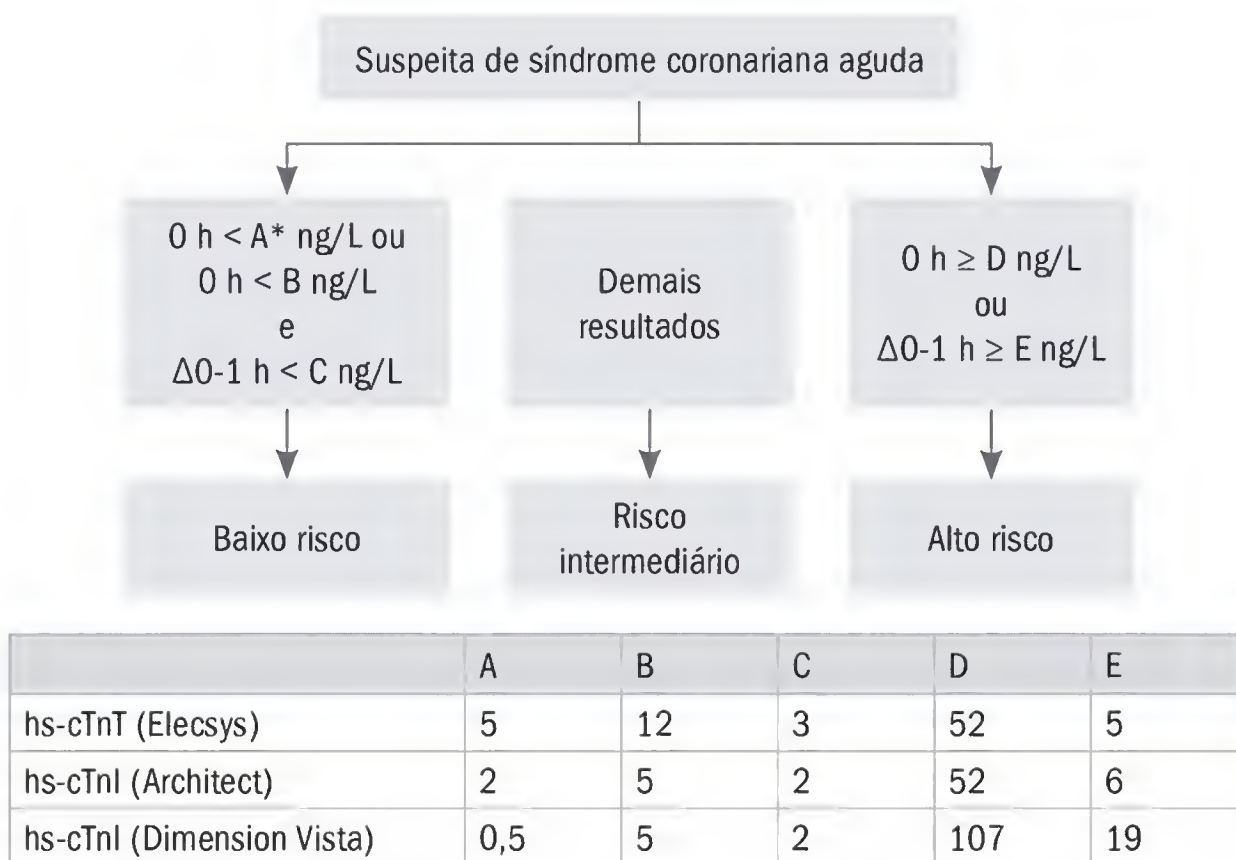 Suspeita de síndrome coronariana aguda
0 h < A* ng/L ou
0 h < B ng/L
e
Δ0-1 h < C ng/L
Demais
resultados
0 h ≥ D ng/L
ou
Δ0-1 h ≥ E ng/L
Baixo risco
Risco
intermediário
Alto risco
A B C D E
hs-cTnT (Elecsys) 5 12 3 52 5
hs-cTnI (Architect) 2 5 2 52 6
hs-cTnI (Dimension Vista) 0,5 5 2 107 19